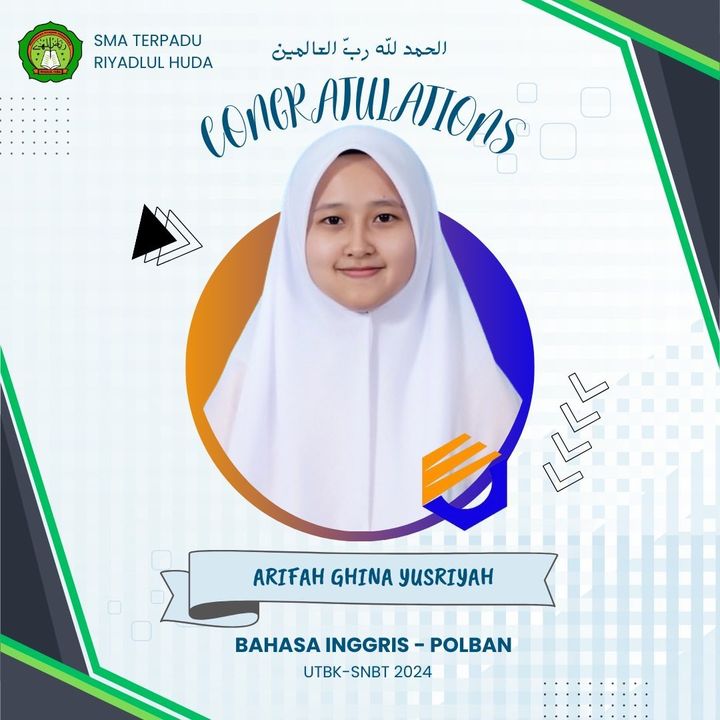 SMA TERPADU
RIYADLUL HUDA
الحمد لله ربّ العالمين
CONGRATULATIONS
ARIFAH GHINA YUSRIYAH
BAHASA INGGRIS - POLBAN
UTBK-SNBT 2024